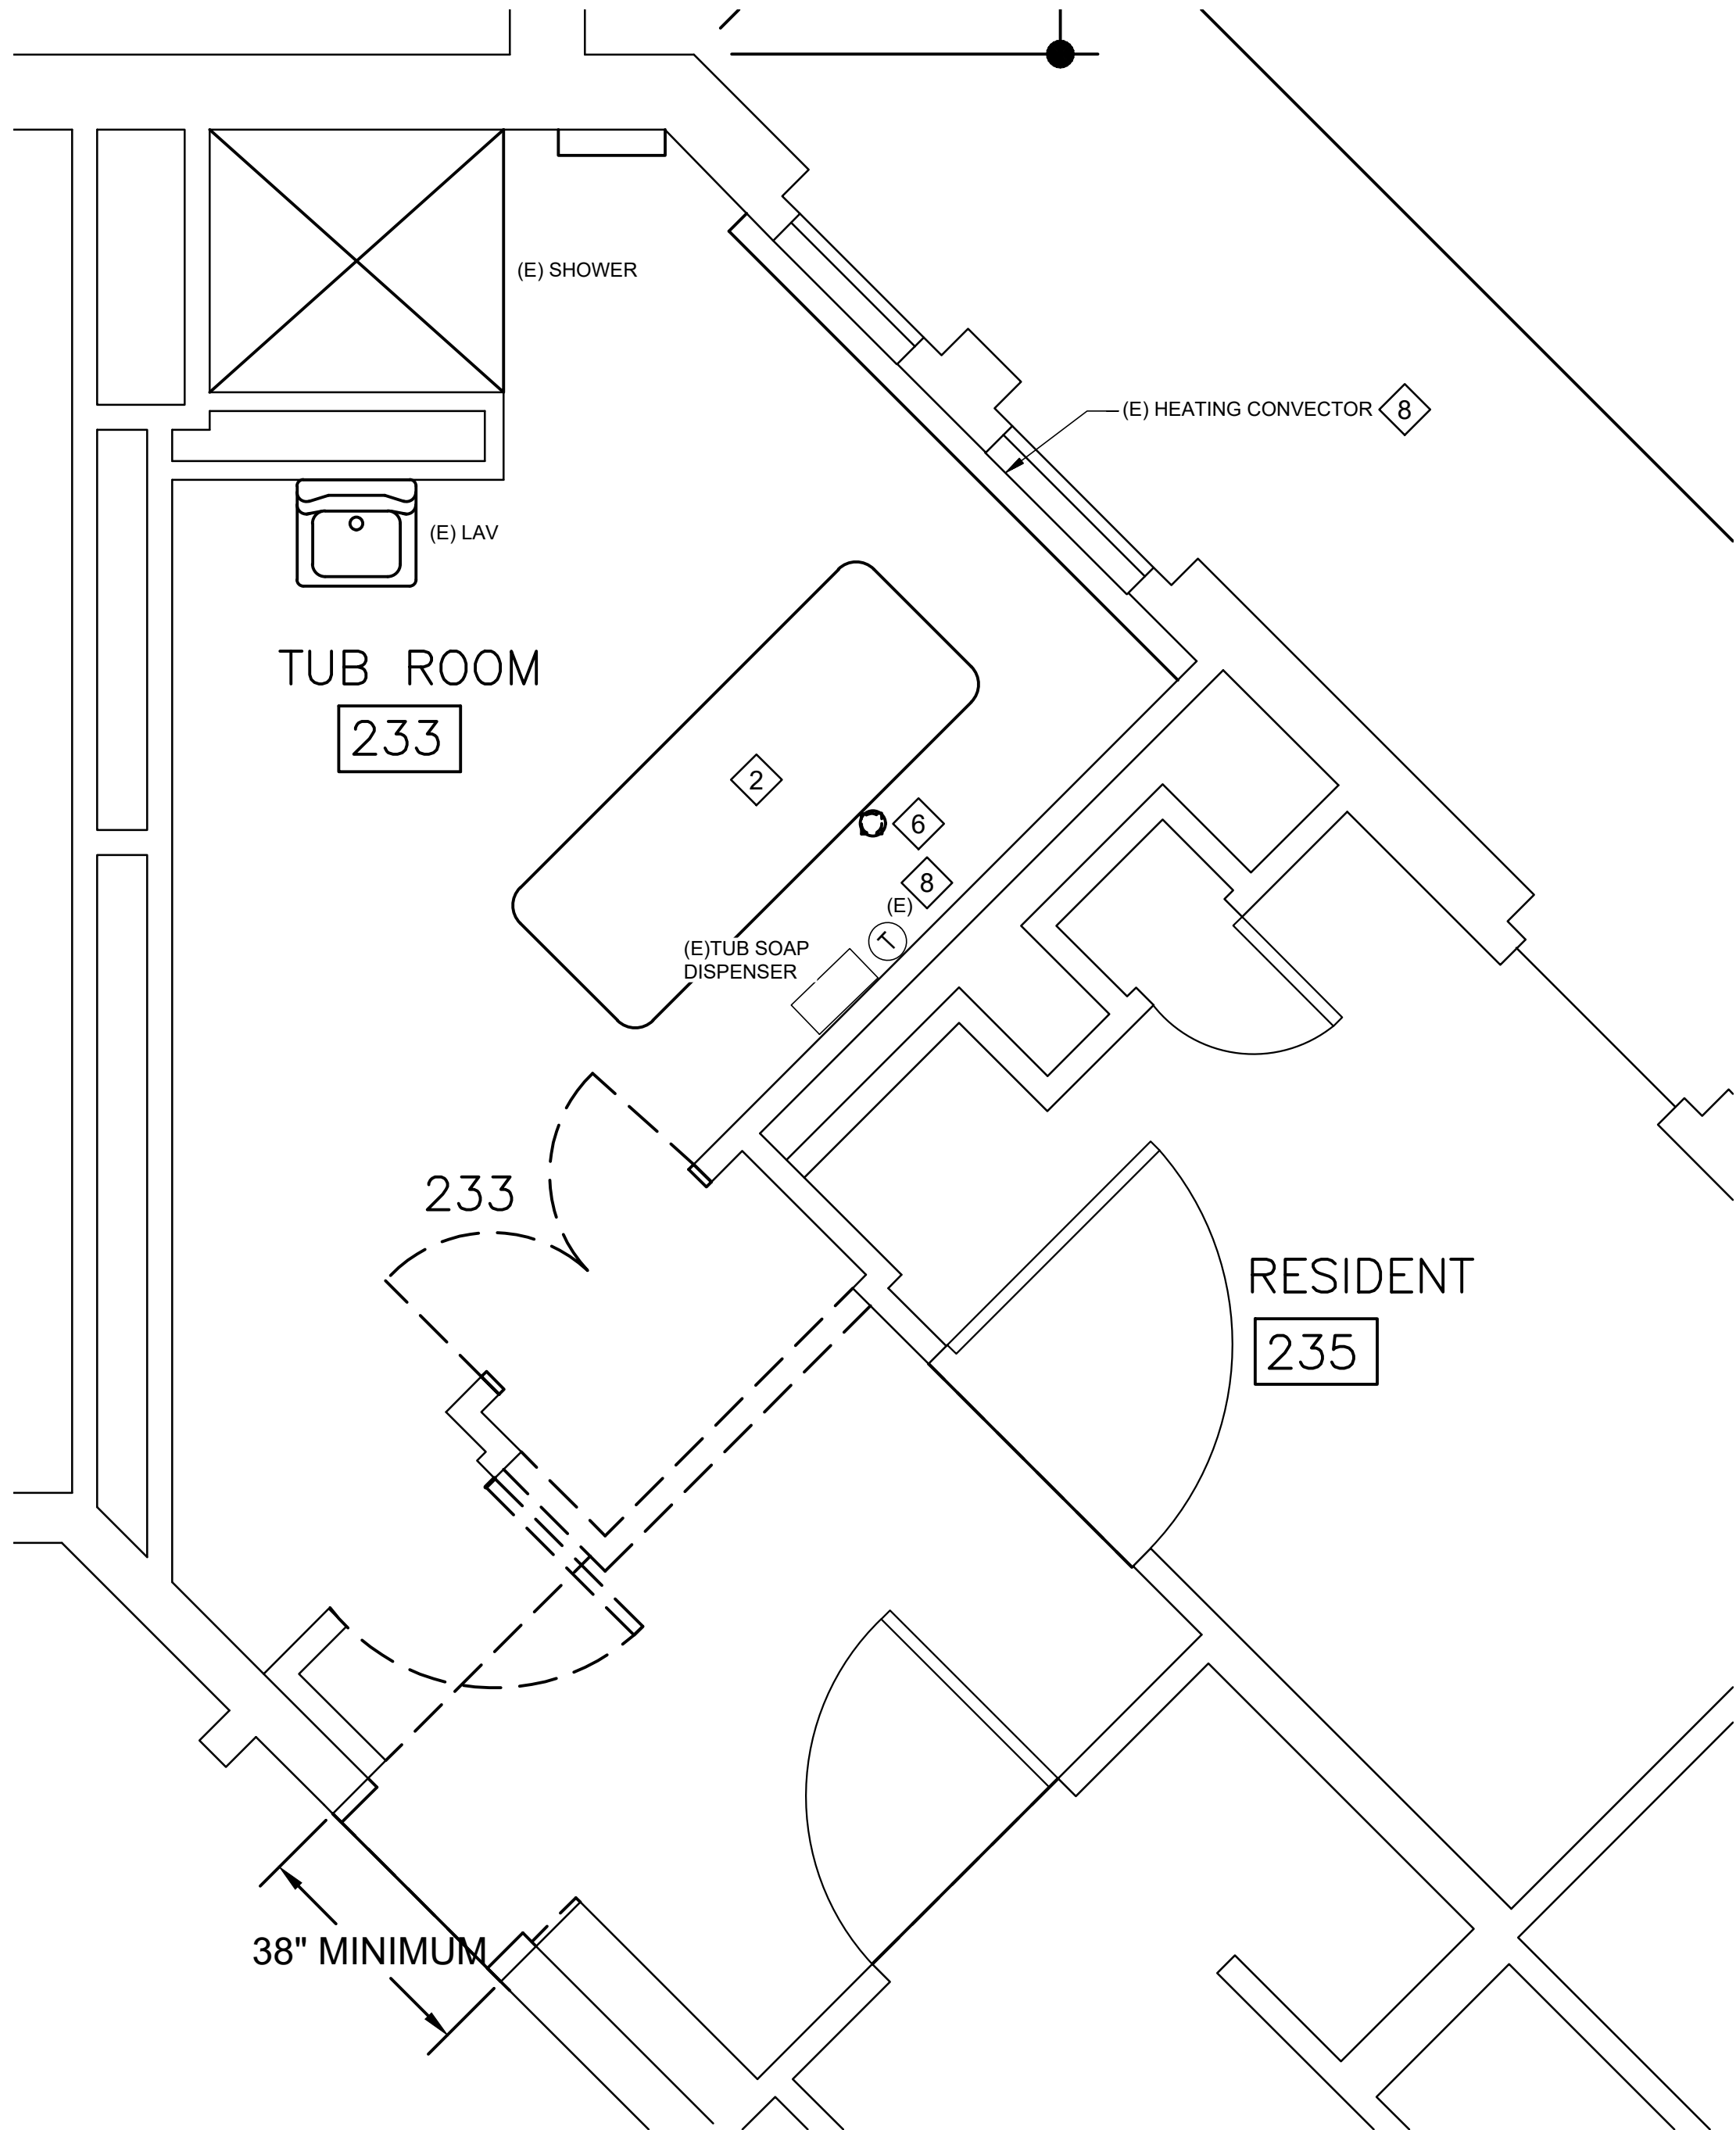 (E) SHOWER
(E) HEATING CONVECTOR 8
(E) LAV
TUB ROOM
233
2
6
8
(E)
T
(E)TUB SOAP
DISPENSER
233
RESIDENT
235
38" MINIMUM